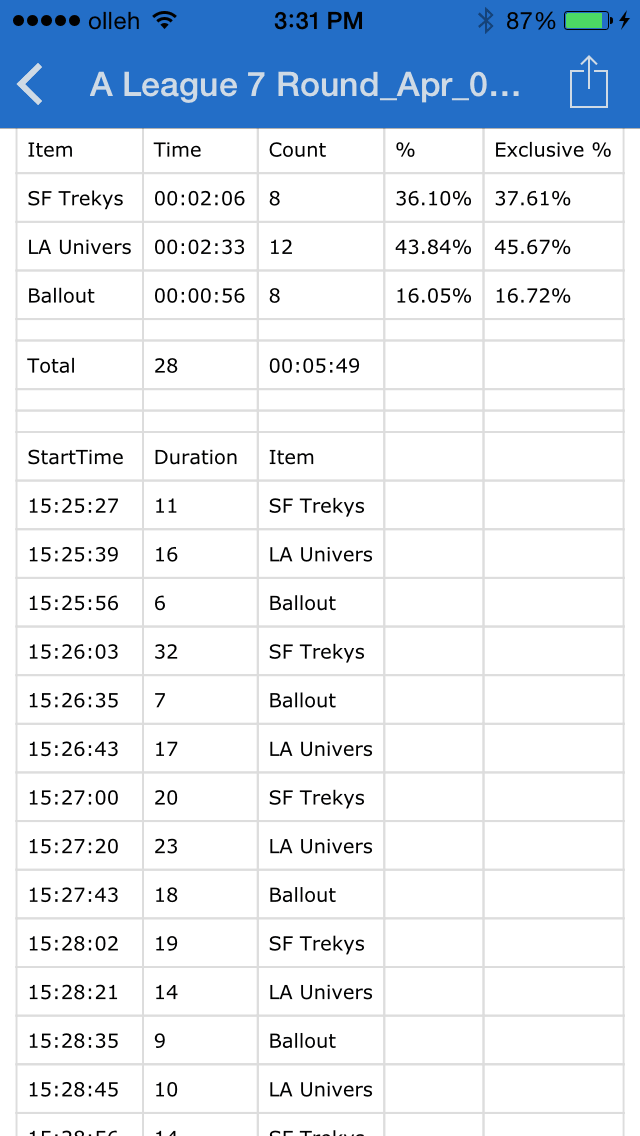 olleh 3:31 PM 87%
A League 7 Round_Apr_0...
Item Time Count % Exclusive %
SF Trekys 00:02:06 8 36.10% 37.61%
LA Univers 00:02:33 12 43.84% 45.67%
Ballout 00:00:56 8 16.05% 16.72%
Total 28 00:05:49
StartTime Duration Item
15:25:27 11 SF Trekys
15:25:39 16 LA Univers
15:25:56 6 Ballout
15:26:03 32 SF Trekys
15:26:35 7 Ballout
15:26:43 17 LA Univers
15:27:00 20 SF Trekys
15:27:20 23 LA Univers
15:27:43 18 Ballout
15:28:02 19 SF Trekys
15:28:21 14 LA Univers
15:28:35 9 Ballout
15:28:45 10 LA Univers
15:28:56 14 SF Trekys